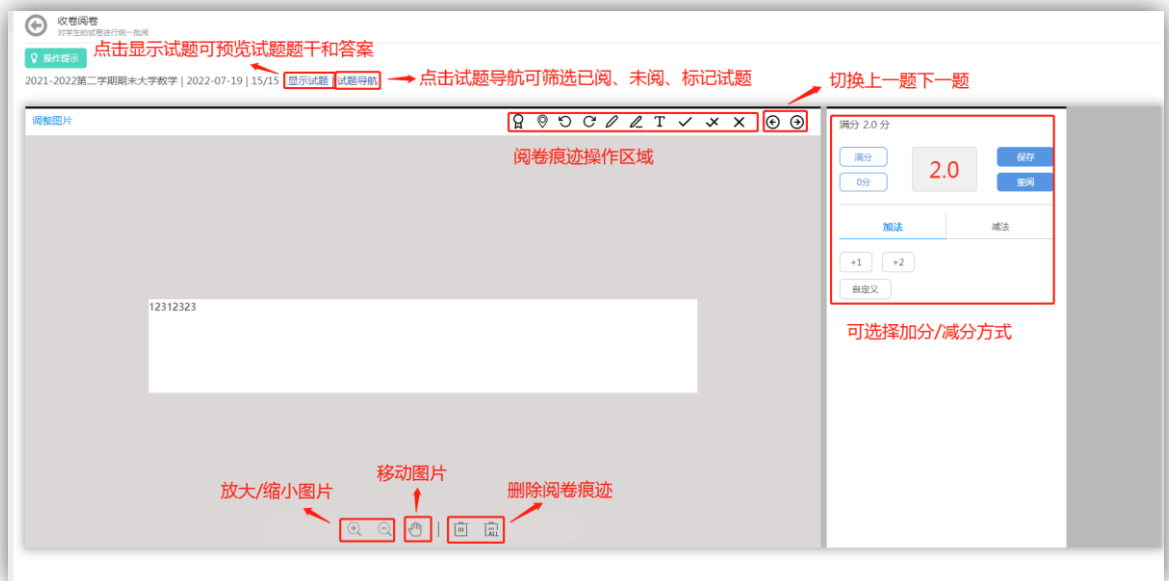 收卷阅卷
对学生的试卷进行统一批阅
操作提示
点击显示试题可预览试题题干和答案
2021-2022第二学期期末大学数学 | 2022-07-19 | 15/15 显示试题 | 试题导航
点击试题导航可筛选已阅、未阅、标记试题
切换上一题下一题
调整图片
T
阅卷痕迹操作区域
满分 2.0 分
满分
0分
2.0
保存
重阅
加法
减法
+1
+2
自定义
可选择加分/减分方式
12312323
放大/缩小图片
移动图片
删除阅卷痕迹
ALL